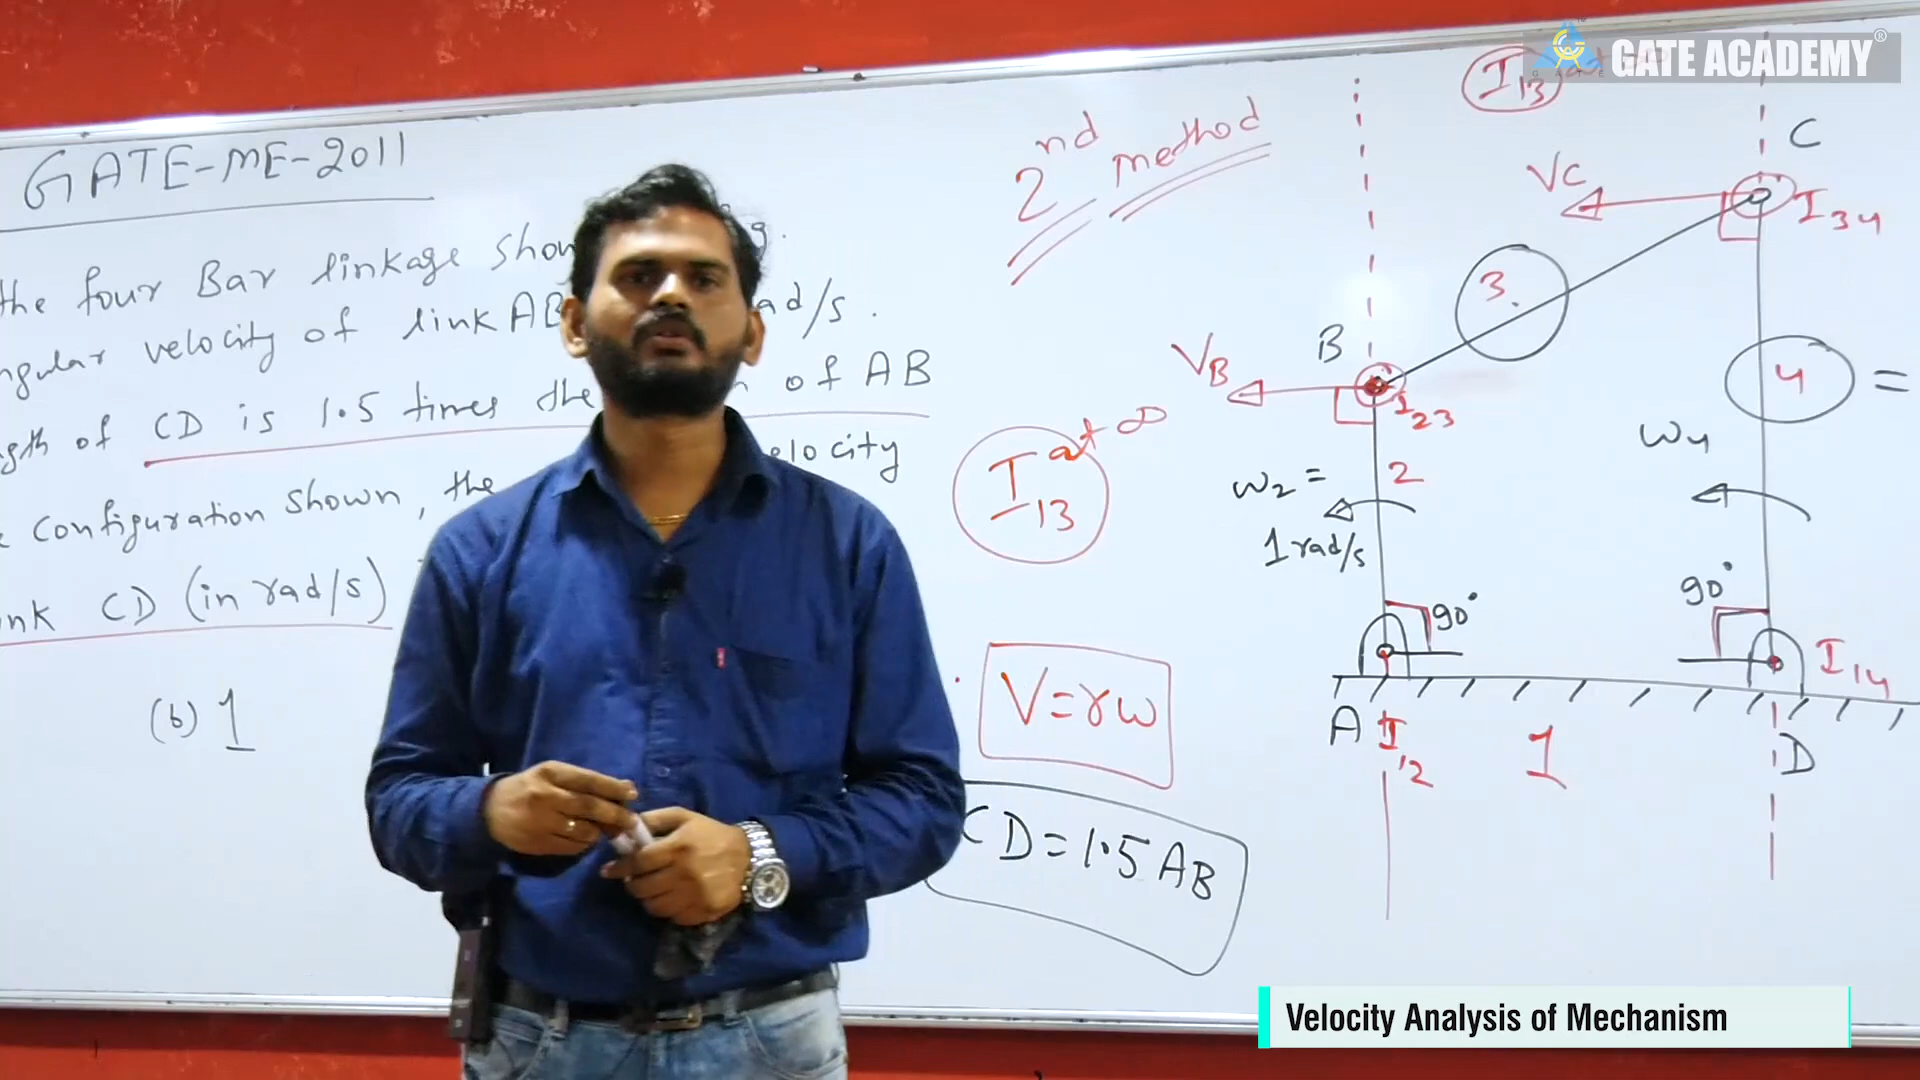 GATE ACADEMY®
GATE-ME-2011
the four Bar linkage
velocity of link AB ad/s.
CD is 1.5 times the of AB
configuration shown, the elocity
CD (in rad/s)
(b) 1
2nd method
I13 at ∞
V=rω
CD=1.5AB
I13
C
VC
I34
3
B
VB
I23
4 =
ω4
2
ω2 =
1 rad/s
90°
90°
I14
A I12
1
D
Velocity Analysis of Mechanism